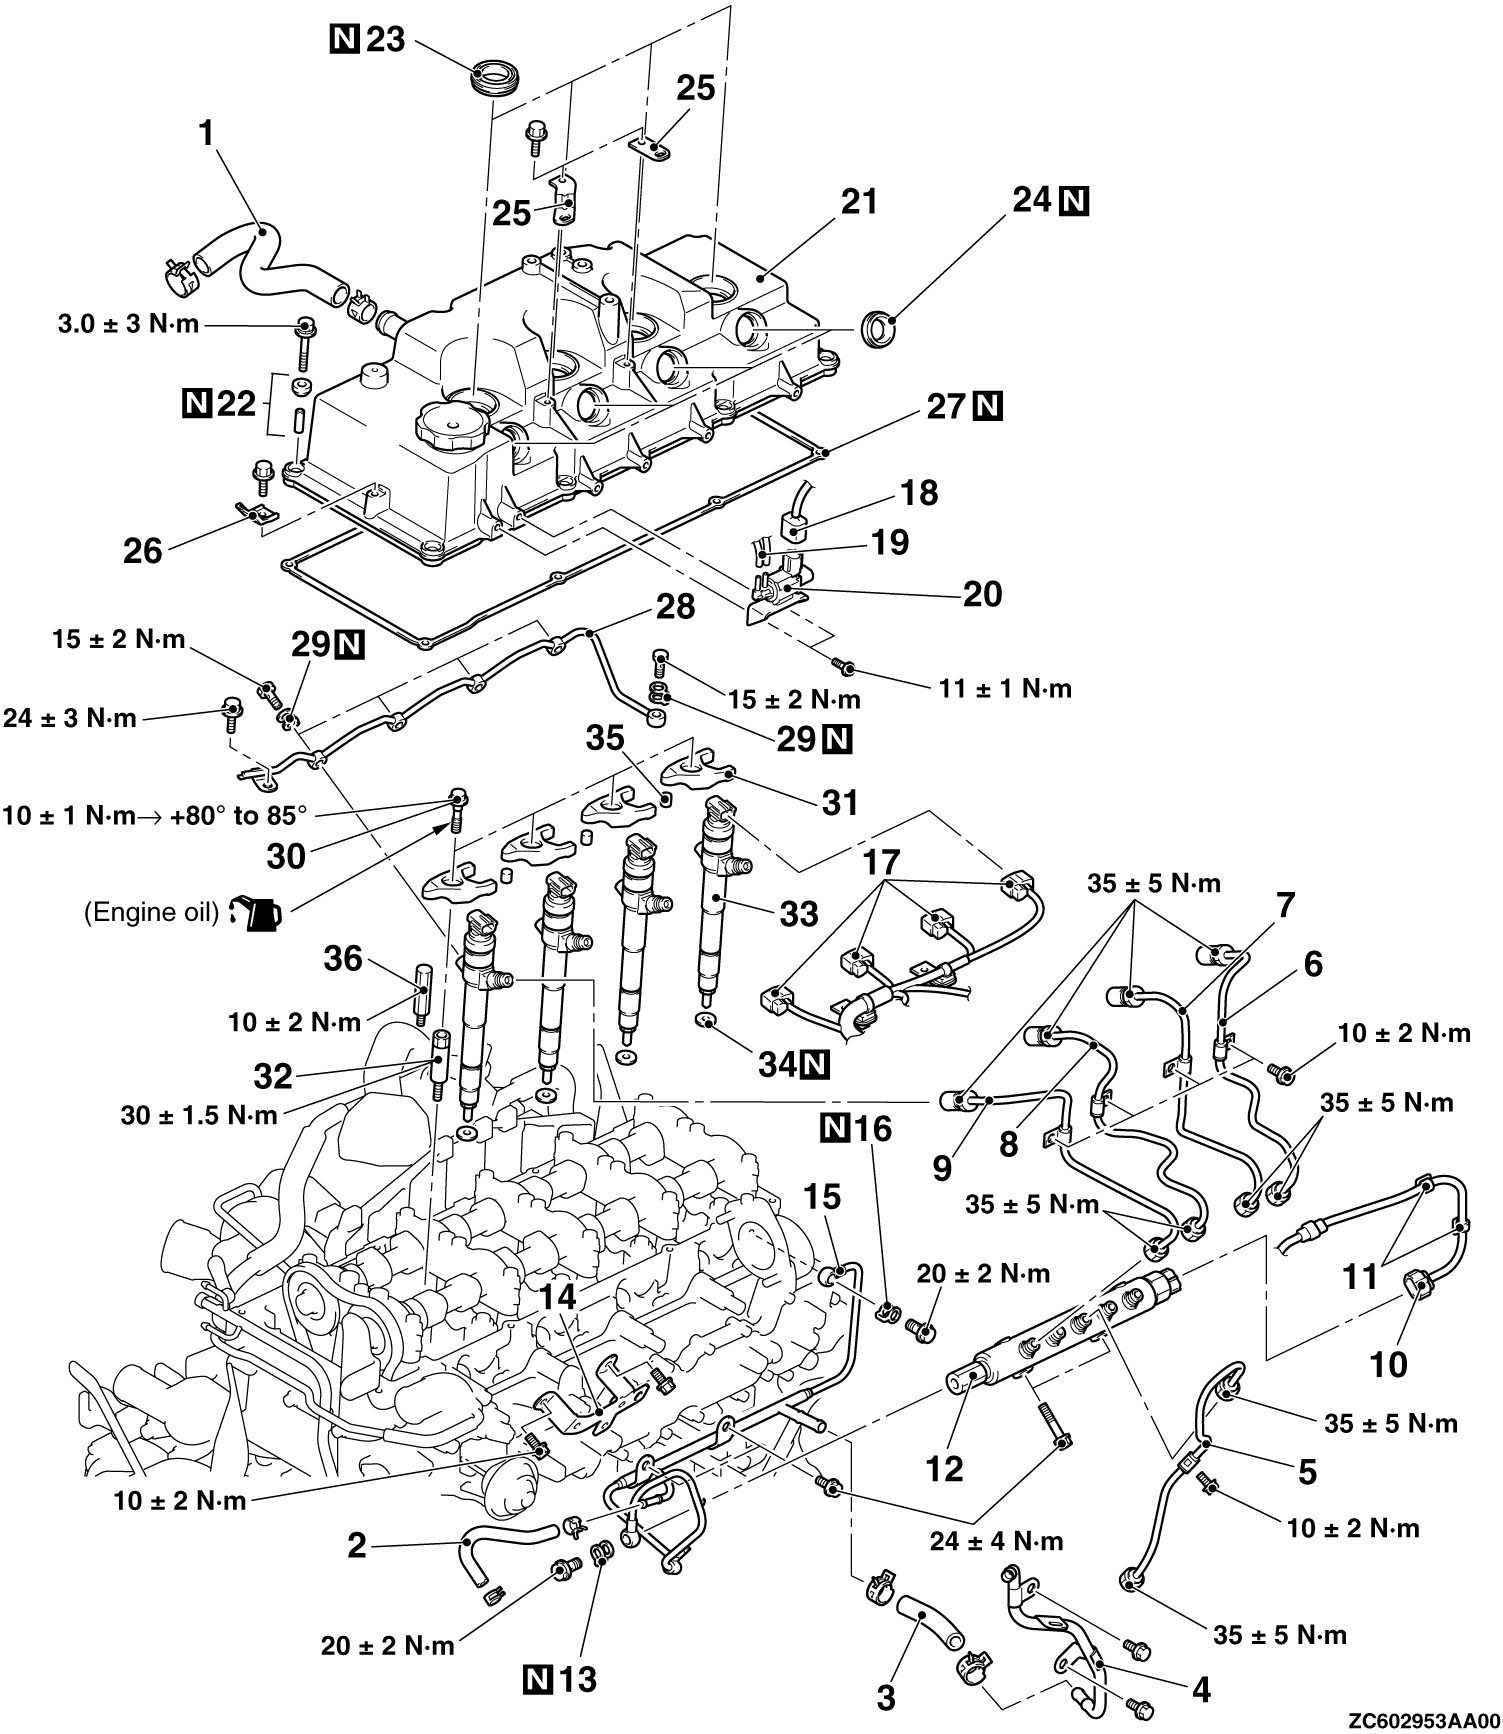 N 23
25
1
25
21
24 N
3.0 ± 3 N·m
N 22
27 N
18
26
19
20
28
15 ± 2 N·m
29 N
11 ± 1 N·m
15 ± 2 N·m
24 ± 3 N·m
35
29 N
31
10 ± 1 N·m→ +80° to 85°
30
17
35 ± 5 N·m
(Engine oil)
33
7
36
6
10 ± 2 N·m
10 ± 2 N·m
34 N
32
30 ± 1.5 N·m
35 ± 5 N·m
N 16
8
9
15
35 ± 5 N·m
20 ± 2 N·m
11
14
10
35 ± 5 N·m
12
5
10 ± 2 N·m
10 ± 2 N·m
2
24 ± 4 N·m
20 ± 2 N·m
35 ± 5 N·m
N 13
3
4
ZC602953AA00